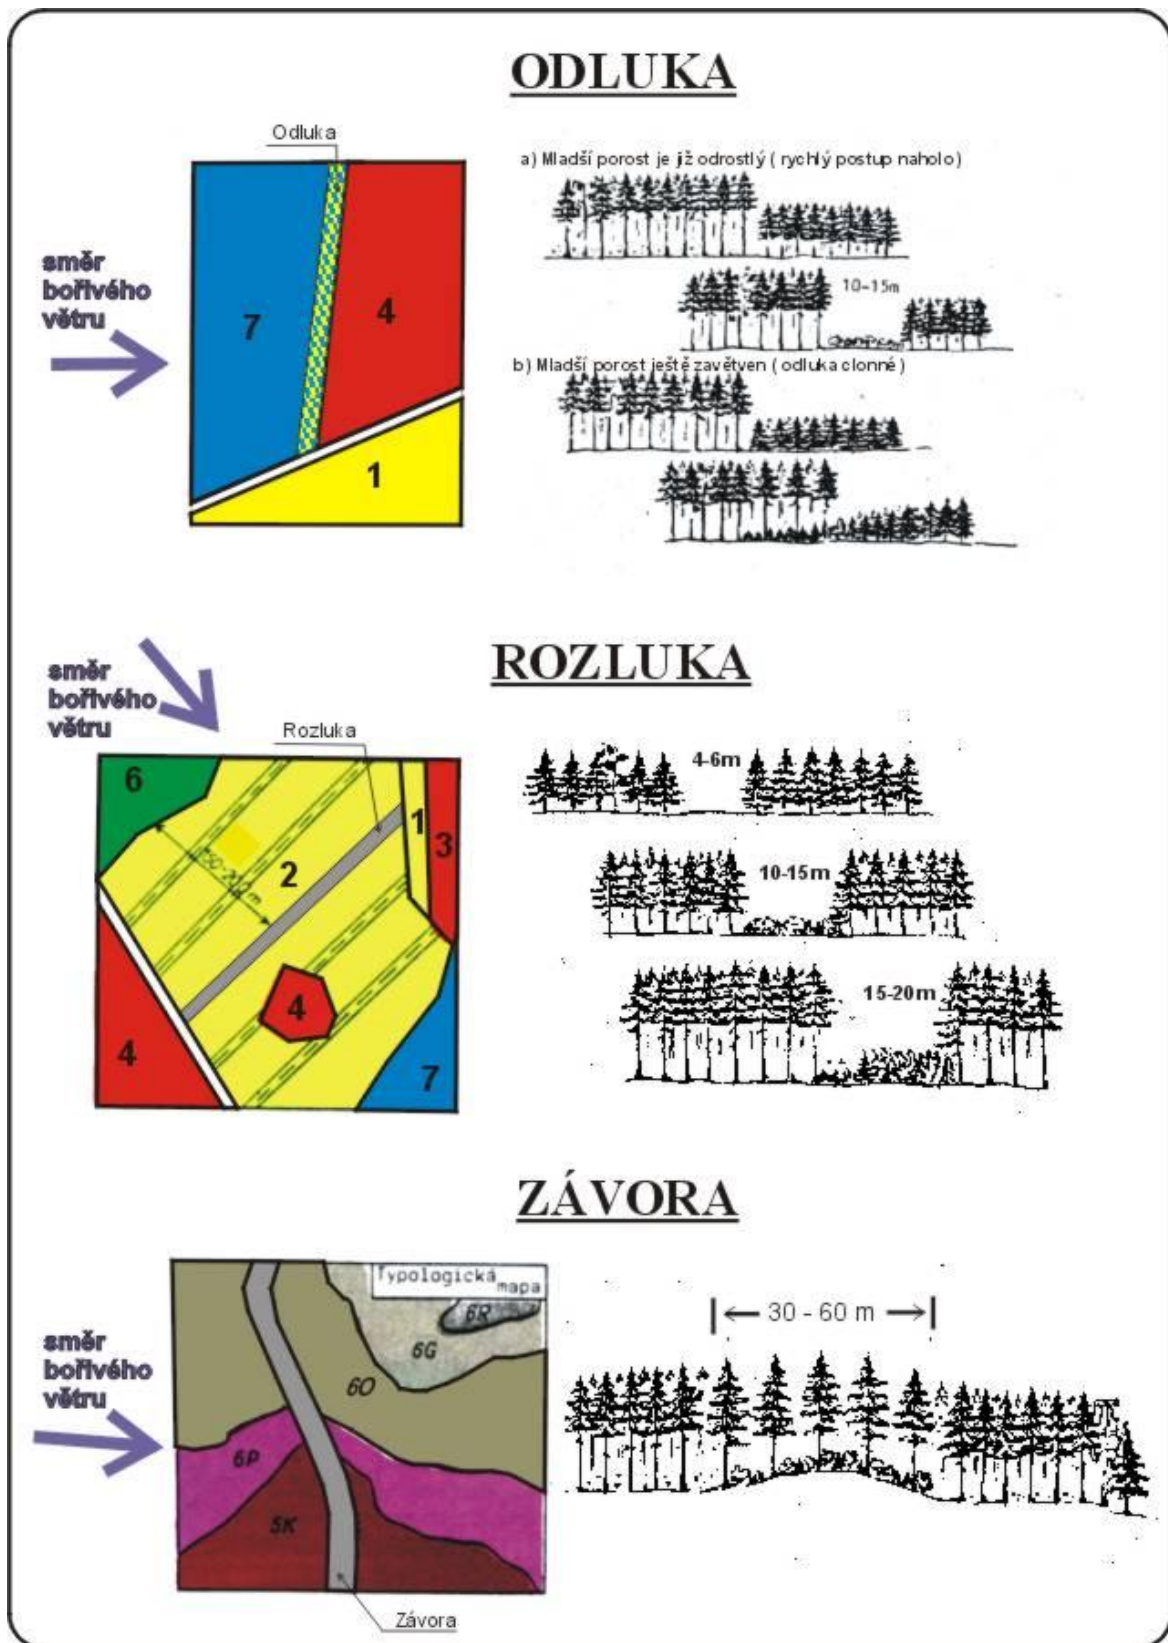 ODLUKA
Odluka
a) Mladší porost je již odrostlý ( rychlý postup naholo )
směr
bořivého
větru
7
4
1
10-15m
b) Mladší porost ještě zavětven ( odluka clonné )
ROZLUKA
směr
bořivého
větru
Rozluka
6
2
1
3
4
4
7
4-6m
10-15m
15-20m
ZÁVORA
směr
bořivého
větru
Typologická
mapa
6R
6G
6O
6P
5K
Závora
30 - 60 m